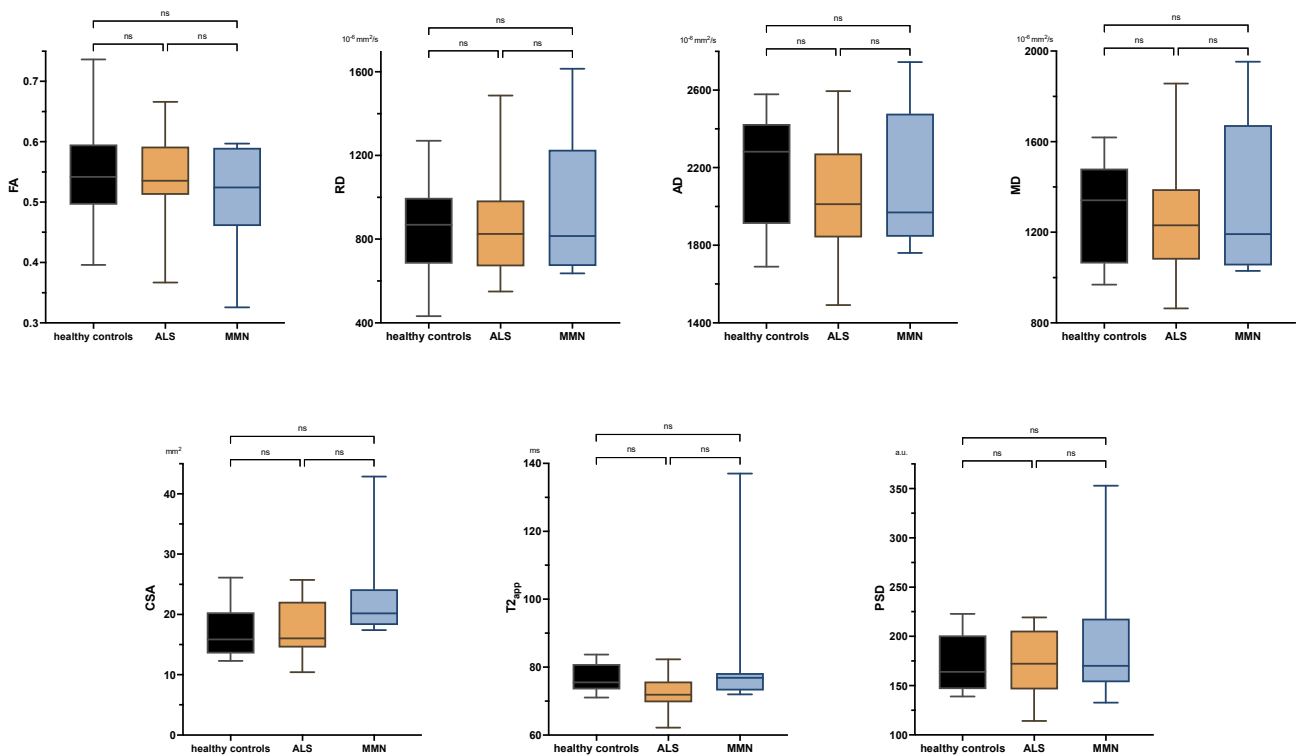 ns
ns ns
FA
0.7
0.6
0.5
0.4
0.3
healthy controls ALS MMN
ns
10⁻⁶ mm²/s
ns ns
RD
1600
1200
800
400
healthy controls ALS MMN
ns
10⁻⁶ mm²/s
ns ns
AD
2600
2200
1800
1400
healthy controls ALS MMN
ns
10⁻⁶ mm²/s
ns ns
MD
2000
1600
1200
800
healthy controls ALS MMN
ns
mm²
ns ns
CSA
40
30
20
10
0
healthy controls ALS MMN
ns
ms
ns ns
T2app
140
120
100
80
60
healthy controls ALS MMN
ns
a.u.
ns ns
PSD
350
300
250
200
150
100
healthy controls ALS MMN